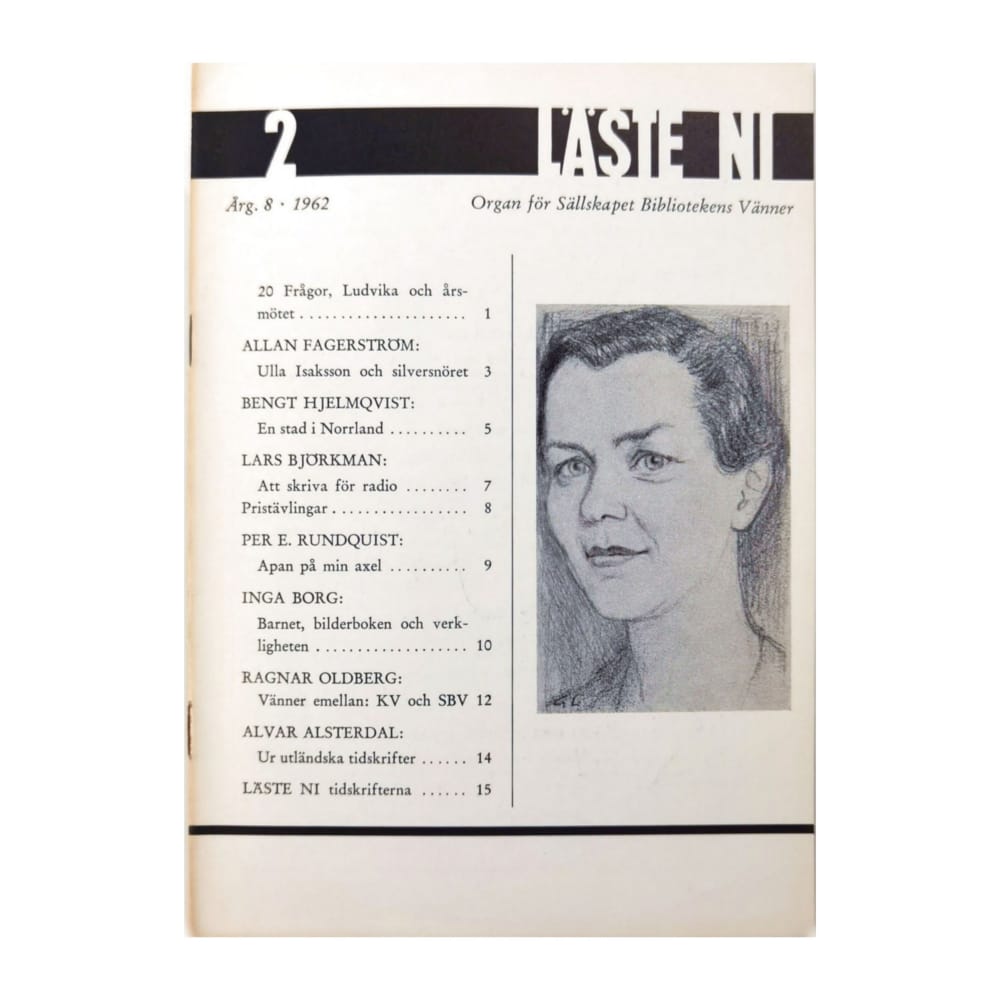 2 LÄSTE NI
Årg. 8 · 1962 Organ för Sällskapet Bibliotekens Vänner
20 Frågor, Ludvika och års-
mötet ..................... 1
ALLAN FAGERSTRÖM:
Ulla Isaksson och silversnöret 3
BENGT HJELMQVIST:
En stad i Norrland .......... 5
LARS BJÖRKMAN:
Att skriva för radio ........ 7
Pristävlingar ................. 8
PER E. RUNDQUIST:
Apan på min axel .......... 9
INGA BORG:
Barnet, bilderboken och verk-
ligheten ................... 10
RAGNAR OLDBERG:
Vänner emellan: KV och SBV 12
ALVAR ALSTERDAL:
Ur utländska tidskrifter ...... 14
LÄSTE NI tidskrifterna ...... 15